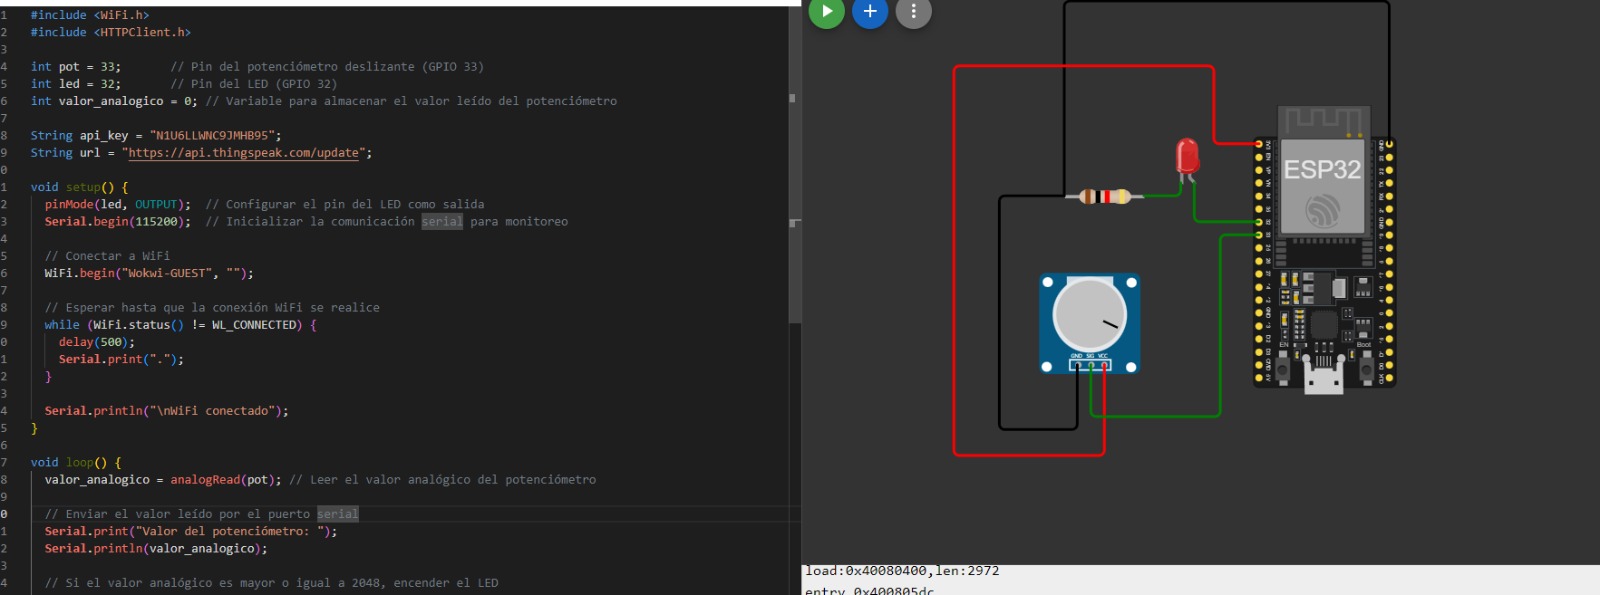 1 #include <WiFi.h>
2 #include <HTTPClient.h>
3
4 int pot = 33; // Pin del potenciómetro deslizante (GPIO 33)
5 int led = 32; // Pin del LED (GPIO 32)
6 int valor_analogico = 0; // Variable para almacenar el valor leído del potenciómetro
7
8 String api_key = "N1U6LLWNC9JMHB95";
9 String url = "https://api.thingspeak.com/update";
0
1 void setup() {
2 pinMode(led, OUTPUT); // Configurar el pin del LED como salida
3 Serial.begin(115200); // Inicializar la comunicación serial para monitoreo
4
5 // Conectar a WiFi
6 WiFi.begin("Wokwi-GUEST", "");
7
8 // Esperar hasta que la conexión WiFi se realice
9 while (WiFi.status() != WL_CONNECTED) {
0 delay(500);
1 Serial.print(".");
2 }
3
4 Serial.println("\nWiFi conectado");
5 }
6
7 void loop() {
8 valor_analogico = analogRead(pot); // Leer el valor analógico del potenciómetro
9
0 // Enviar el valor leído por el puerto serial
1 Serial.print("Valor del potenciómetro: ");
2 Serial.println(valor_analogico);
3
4 // Si el valor analógico es mayor o igual a 2048, encender el LED
ESP32
EN
Boot
GND SIG VCC
load:0x40080400,len:2972
entry 0x400805dc